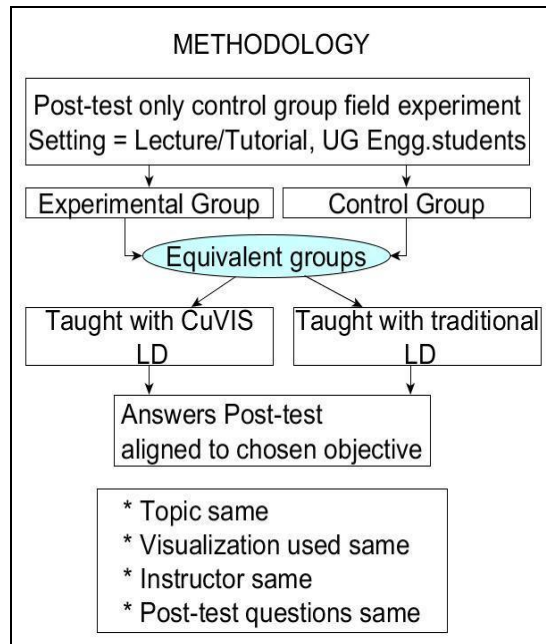 METHODOLOGY
Post-test only control group field experiment
Setting = Lecture/Tutorial, UG Engg.students
Experimental Group
Control Group
Equivalent groups
Taught with CuVIS
LD
Taught with traditional
LD
Answers Post-test
aligned to chosen objective
* Topic same
* Visualization used same
* Instructor same
* Post-test questions same